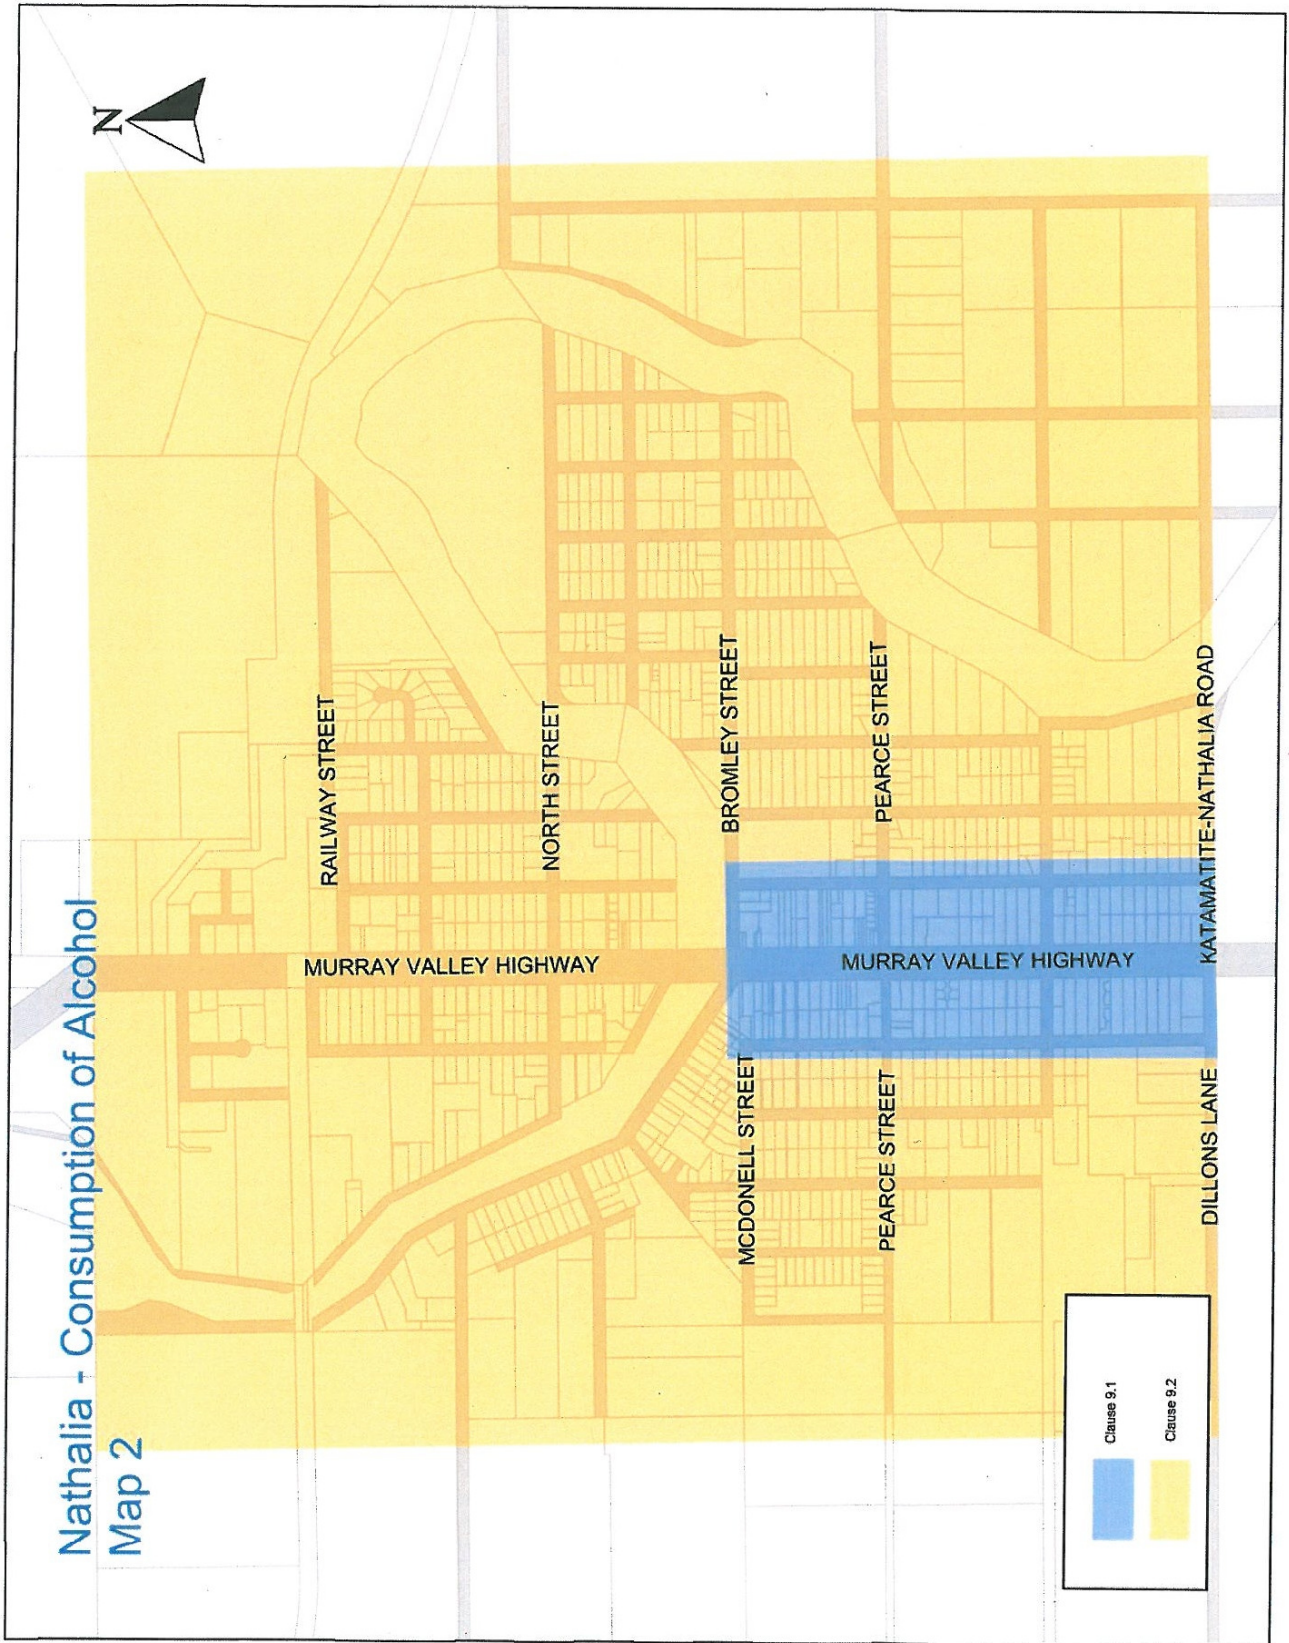 Nathalia - Consumption of Alcohol
Map 2
N
RAILWAY STREET
NORTH STREET
BROMLEY STREET
PEARCE STREET
KATAMATITE-NATHALIA ROAD
MURRAY VALLEY HIGHWAY
MURRAY VALLEY HIGHWAY
MCDONELL STREET
PEARCE STREET
DILLONS LANE
Clause 9.1
Clause 9.2